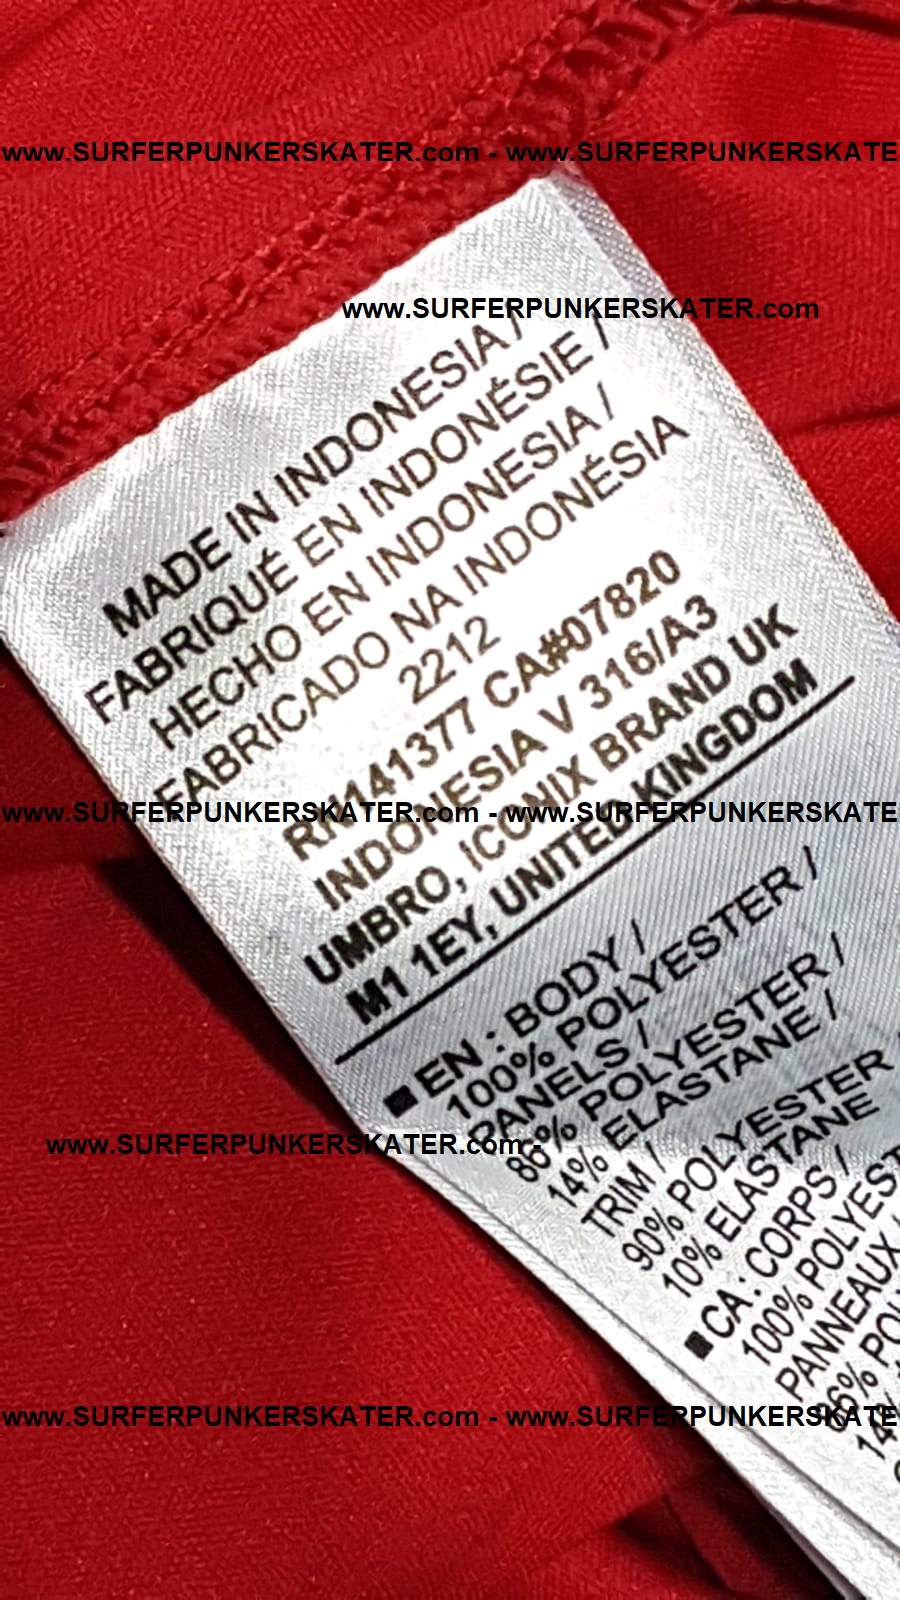 www.SURFERPUNKERSKATER.com - www.SURFERPUNKERSKATE
www.SURFERPUNKERSKATER.com
MADE IN INDONESIA /
FABRIQUÉ EN INDONÉSIE /
HECHO EN INDONESIA /
FABRICADO NA INDONÉSIA
2212
RN141377 CA#07820
INDONESIA V 316/A3
www.SURFERPUNKERSKATER.com - www.SURFERPUNKERSKATE
UMBRO, ICONIX BRAND UK
M1 1EY, UNITED KINGDOM
■ EN : BODY /
100% POLYESTER /
PANELS /
86% POLYESTER /
14% ELASTANE /
www.SURFERPUNKERSKATER.com -
TRIM /
90% POLYESTER /
10% ELASTANE
■ CA : CORPS /
100% POLYEST
PANNEAUX /
86% POL
14%
www.SURFERPUNKERSKATER.com - www.SURFERPUNKERSKATE